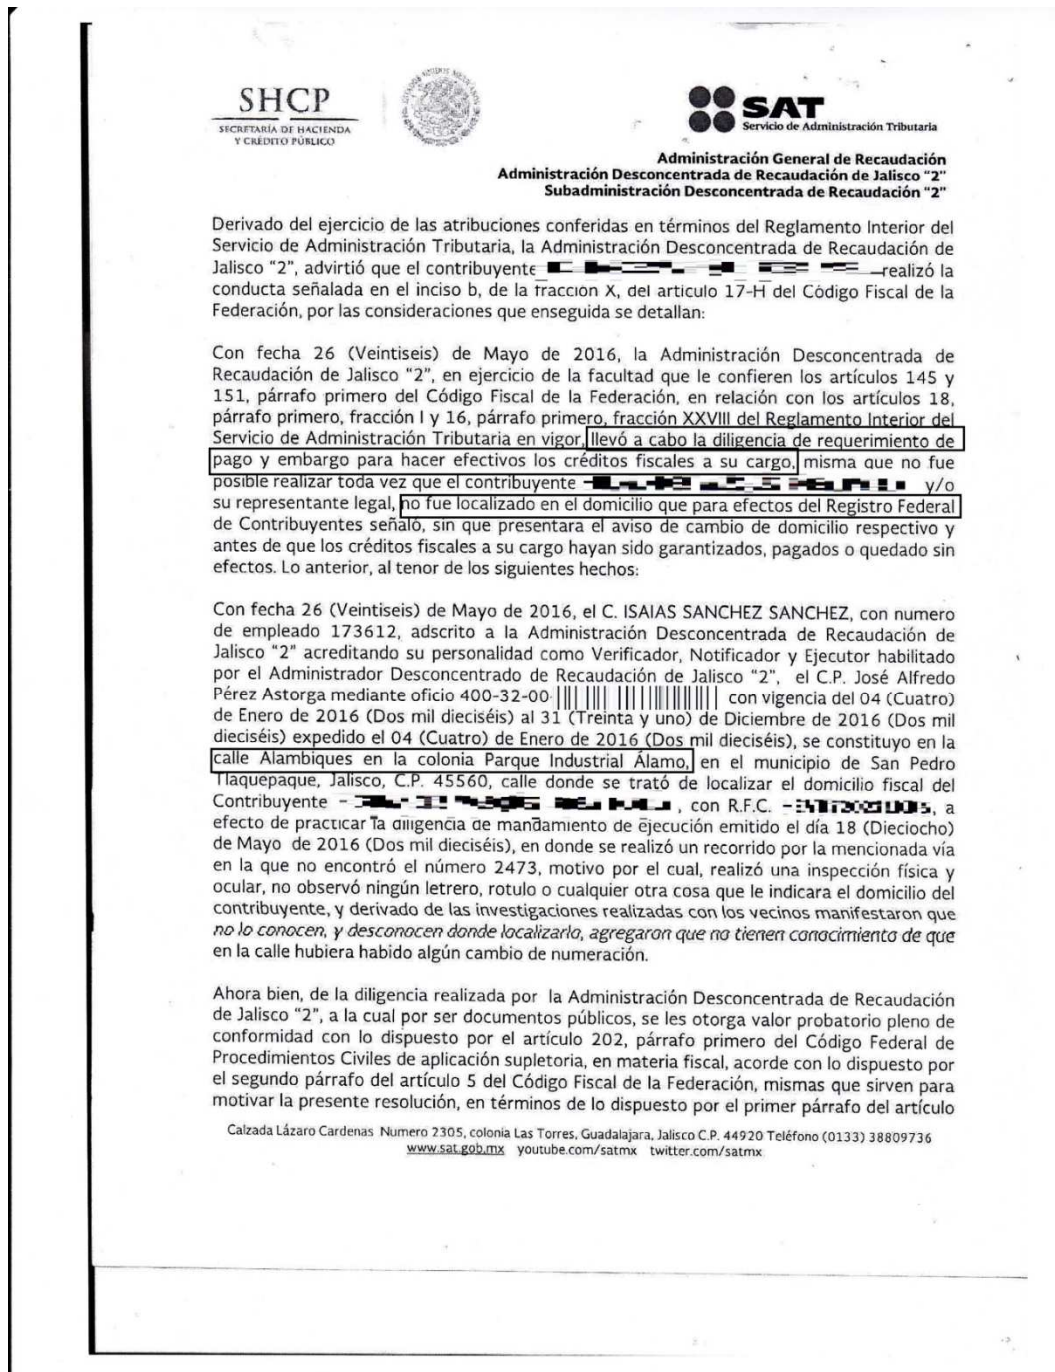 SHCP
SECRETARÍA DE HACIENDA
Y CRÉDITO PÚBLICO
SAT
Servicio de Administración Tributaria
Administración General de Recaudación
Administración Desconcentrada de Recaudación de Jalisco "2"
Subadministración Desconcentrada de Recaudación "2"
Derivado del ejercicio de las atribuciones conferidas en términos del Reglamento Interior del
Servicio de Administración Tributaria, la Administración Desconcentrada de Recaudación de
Jalisco "2", advirtió que el contribuyente realizó la
conducta señalada en el inciso b, de la fracción X, del articulo 17-H del Código Fiscal de la
Federación, por las consideraciones que enseguida se detallan:
Con fecha 26 (Veintiseis) de Mayo de 2016, la Administración Desconcentrada de
Recaudación de Jalisco "2", en ejercicio de la facultad que le confieren los artículos 145 y
151, párrafo primero del Código Fiscal de la Federación, en relación con los artículos 18,
párrafo primero, fracción I y 16, párrafo primero, fracción XXVIII del Reglamento Interior del
Servicio de Administración Tributaria en vigor, llevó a cabo la diligencia de requerimiento de
pago y embargo para hacer efectivos los créditos fiscales a su cargo, misma que no fue
posible realizar toda vez que el contribuyente y/o
su representante legal, no fue localizado en el domicilio que para efectos del Registro Federal
de Contribuyentes señaló, sin que presentara el aviso de cambio de domicilio respectivo y
antes de que los créditos fiscales a su cargo hayan sido garantizados, pagados o quedado sin
efectos. Lo anterior, al tenor de los siguientes hechos:
Con fecha 26 (Veintiseis) de Mayo de 2016, el C. ISAIAS SANCHEZ SANCHEZ, con numero
de empleado 173612, adscrito a la Administración Desconcentrada de Recaudación de
Jalisco "2" acreditando su personalidad como Verificador, Notificador y Ejecutor habilitado
por el Administrador Desconcentrado de Recaudación de Jalisco "2", el C.P. José Alfredo
Pérez Astorga mediante oficio 400-32-00- con vigencia del 04 (Cuatro)
de Enero de 2016 (Dos mil dieciséis) al 31 (Treinta y uno) de Diciembre de 2016 (Dos mil
dieciséis) expedido el 04 (Cuatro) de Enero de 2016 (Dos mil dieciséis), se constituyo en la
calle Alambiques en la colonia Parque Industrial Álamo, en el municipio de San Pedro
Tlaquepaque, Jalisco, C.P. 45560, calle donde se trató de localizar el domicilio fiscal del
Contribuyente - , con R.F.C. - , a
efecto de practicar la diligencia de mandamiento de ejecución emitido el día 18 (Dieciocho)
de Mayo de 2016 (Dos mil dieciséis), en donde se realizó un recorrido por la mencionada vía
en la que no encontró el número 2473, motivo por el cual, realizó una inspección física y
ocular, no observó ningún letrero, rotulo o cualquier otra cosa que le indicara el domicilio del
contribuyente, y derivado de las investigaciones realizadas con los vecinos manifestaron que
no lo conocen, y desconocen donde localizarlo, agregaron que no tienen conocimiento de que
en la calle hubiera habido algún cambio de numeración.
Ahora bien, de la diligencia realizada por la Administración Desconcentrada de Recaudación
de Jalisco "2", a la cual por ser documentos públicos, se les otorga valor probatorio pleno de
conformidad con lo dispuesto por el artículo 202, párrafo primero del Código Federal de
Procedimientos Civiles de aplicación supletoria, en materia fiscal, acorde con lo dispuesto por
el segundo párrafo del artículo 5 del Código Fiscal de la Federación, mismas que sirven para
motivar la presente resolución, en términos de lo dispuesto por el primer párrafo del artículo
Calzada Lázaro Cardenas Numero 2305, colonia Las Torres, Guadalajara, Jalisco C.P. 44920 Teléfono (0133) 38809736
www.sat.gob.mx youtube.com/satmx twitter.com/satmx